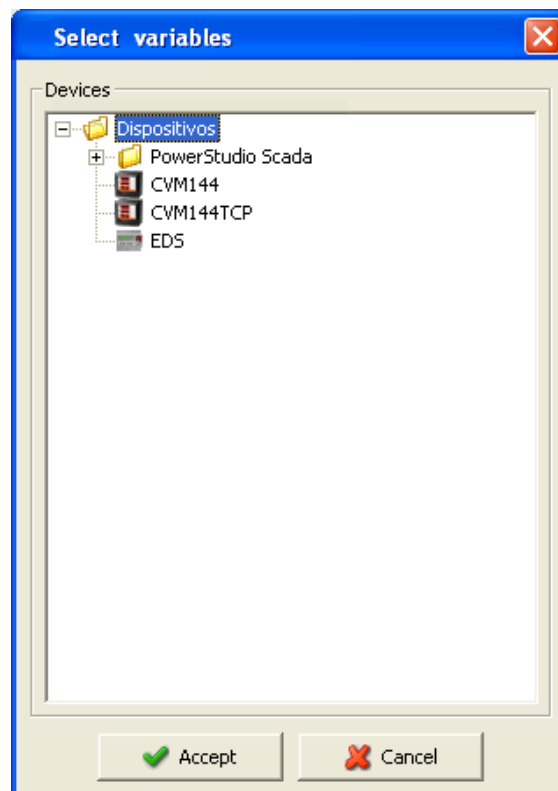 Select variables
Devices
Dispositivos
PowerStudio Scada
CVM144
CVM144TCP
EDS
Accept Cancel